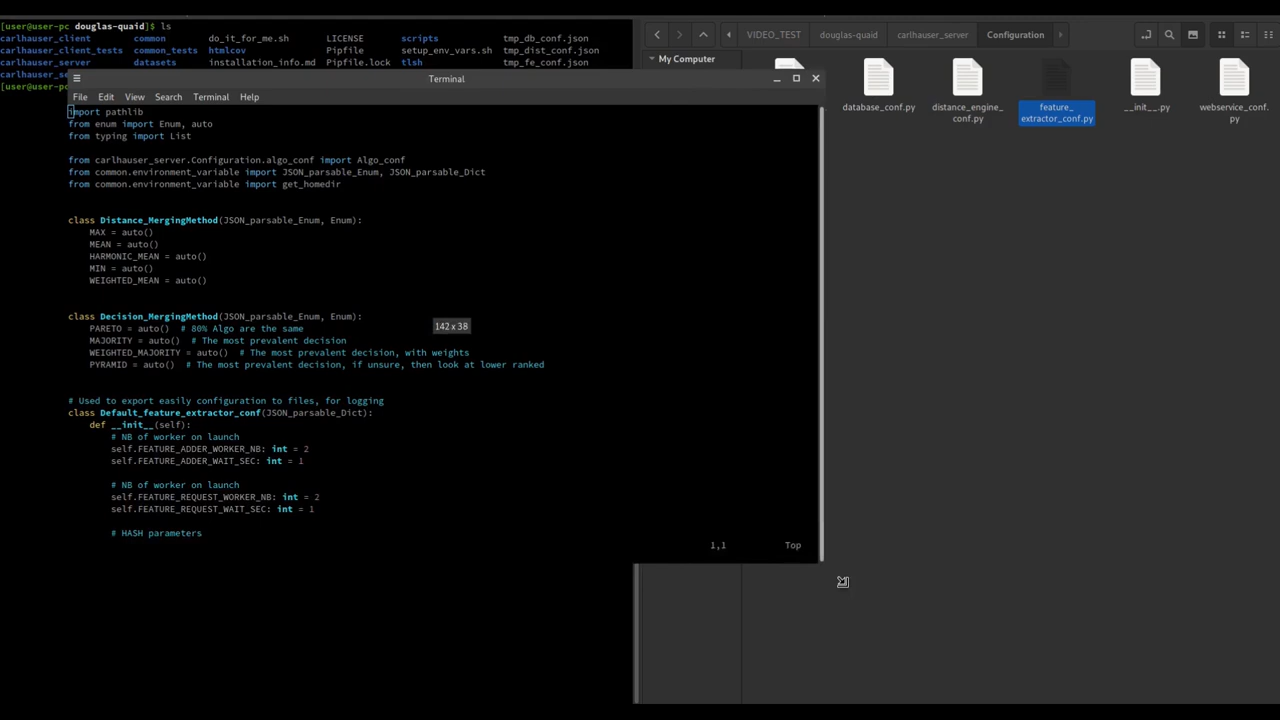 [user@user-pc douglas-quaid]$ ls
carlhauser_client common do_it_for_me.sh LICENSE scripts tmp_db_conf.json
carlhauser_client_tests common_tests htmlcov Pipfile setup_env_vars.sh tmp_dist_conf.json
carlhauser_server datasets installation_info.md Pipfile.lock tlsh tmp_fe_conf.json
carlhauser_se
[user@user-pc
VIDEO_TEST douglas-quaid carlhauser_server Configuration
My Computer
database_conf.py
distance_engine_
conf.py
feature_
extractor_conf.py
__init__.py
webservice_conf.
py
Terminal
File Edit View Search Terminal Help
import pathlib
from enum import Enum, auto
from typing import List
from carlhauser_server.Configuration.algo_conf import Algo_conf
from common.environment_variable import JSON_parsable_Enum, JSON_parsable_Dict
from common.environment_variable import get_homedir
class Distance_MergingMethod(JSON_parsable_Enum, Enum):
MAX = auto()
MEAN = auto()
HARMONIC_MEAN = auto()
MIN = auto()
WEIGHTED_MEAN = auto()
class Decision_MergingMethod(JSON_parsable_Enum, Enum):
PARETO = auto() # 80% Algo are the same
MAJORITY = auto() # The most prevalent decision
WEIGHTED_MAJORITY = auto() # The most prevalent decision, with weights
PYRAMID = auto() # The most prevalent decision, if unsure, then look at lower ranked
142 x 38
# Used to export easily configuration to files, for logging
class Default_feature_extractor_conf(JSON_parsable_Dict):
def __init__(self):
# NB of worker on launch
self.FEATURE_ADDER_WORKER_NB: int = 2
self.FEATURE_ADDER_WAIT_SEC: int = 1
# NB of worker on launch
self.FEATURE_REQUEST_WORKER_NB: int = 2
self.FEATURE_REQUEST_WAIT_SEC: int = 1
# HASH parameters
1,1 Top